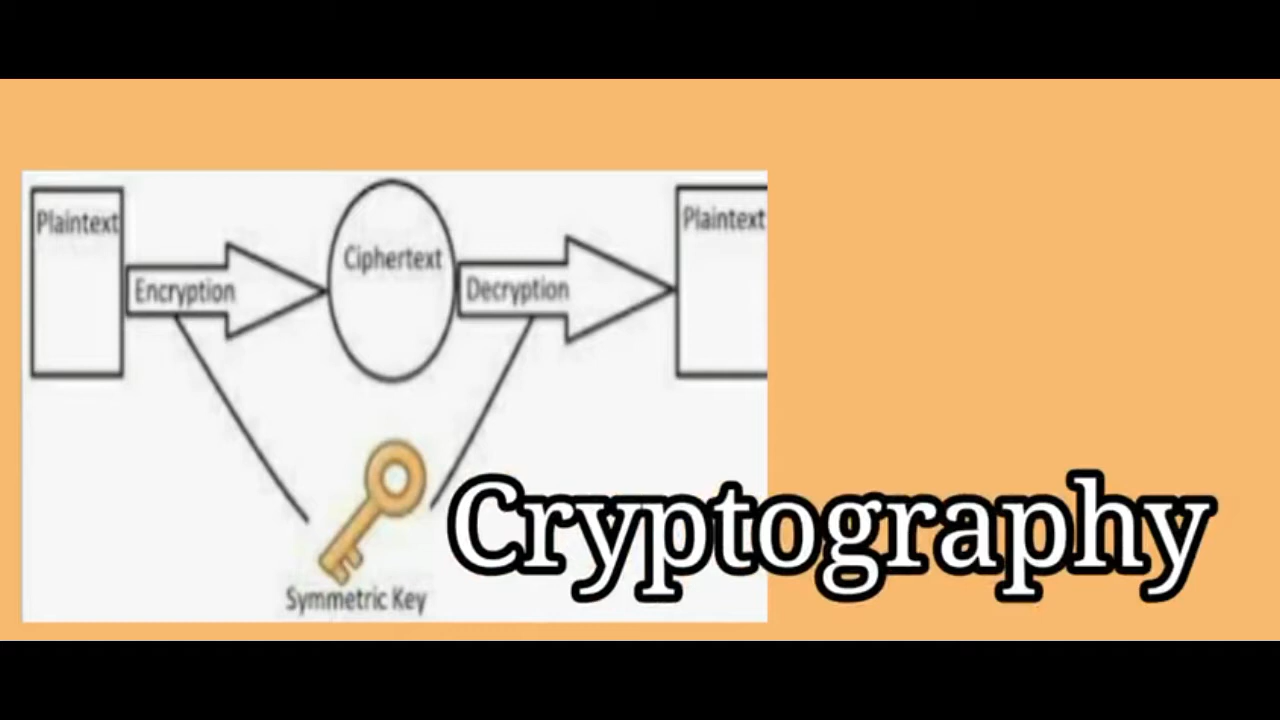 Plaintext
Encryption
Ciphertext
Decryption
Plaintext
Symmetric Key
Cryptography